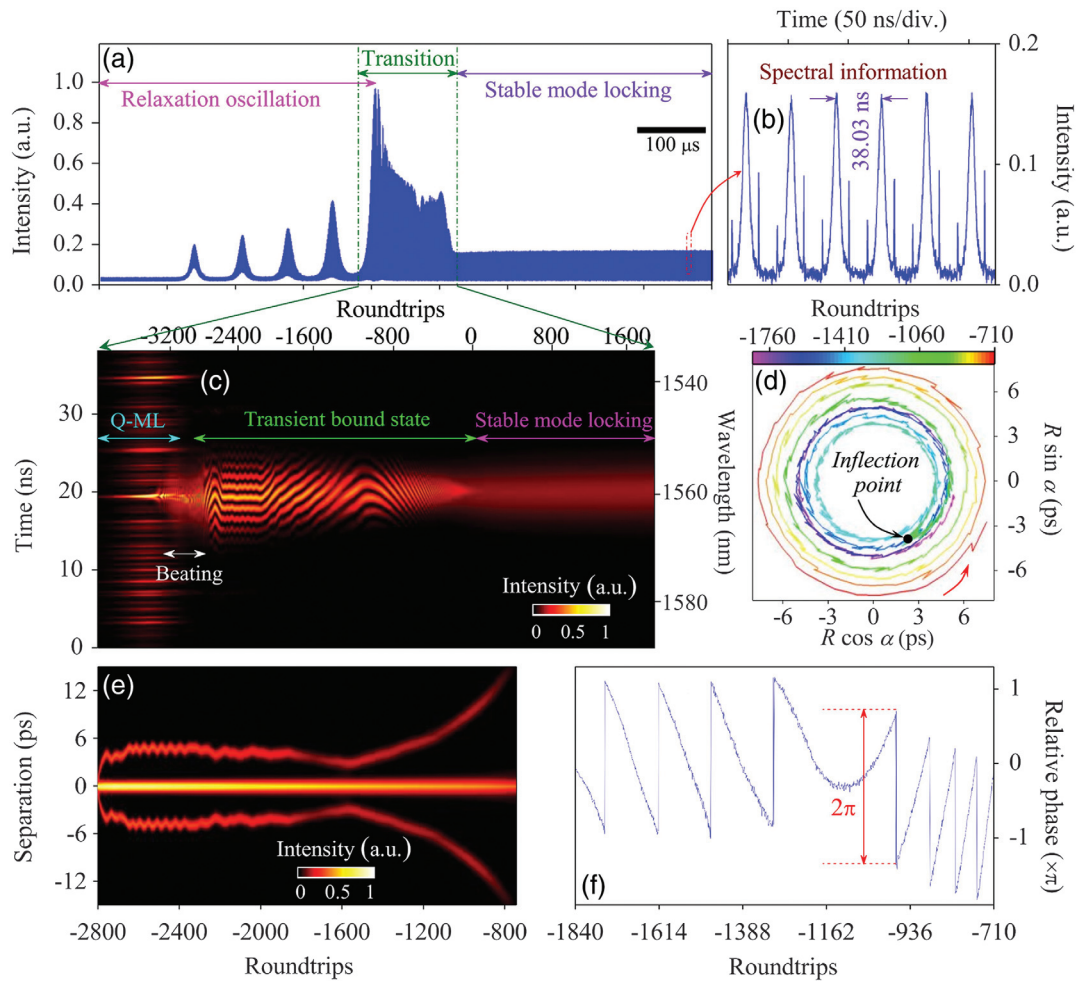 Time (50 ns/div.)
(a)
Transition
Relaxation oscillation
Stable mode locking
100 μs
Intensity (a.u.)
1.0
0.8
0.6
0.4
0.2
0.0
Roundtrips
Spectral information
(b)
38.03 ns
0.2
0.1
0.0
Intensity (a.u.)
-3200 -2400 -1600 -800 0 800 1600
(c)
Q-ML
Transient bound state
Stable mode locking
Beating
Intensity (a.u.)
0 0.5 1
Time (ns)
30
20
10
0
1540
1560
1580
Wavelength (nm)
Roundtrips
-1760 -1410 -1060 -710
(d)
Inflection
point
6
3
0
-3
-6
R sin α (ps)
-6 -3 0 3 6
R cos α (ps)
(e)
Separation (ps)
12
6
0
-6
-12
Intensity (a.u.)
0 0.5 1
-2800 -2400 -2000 -1600 -1200 -800
Roundtrips
2π
(f)
1
0
-1
Relative phase (×π)
-1840 -1614 -1388 -1162 -936 -710
Roundtrips